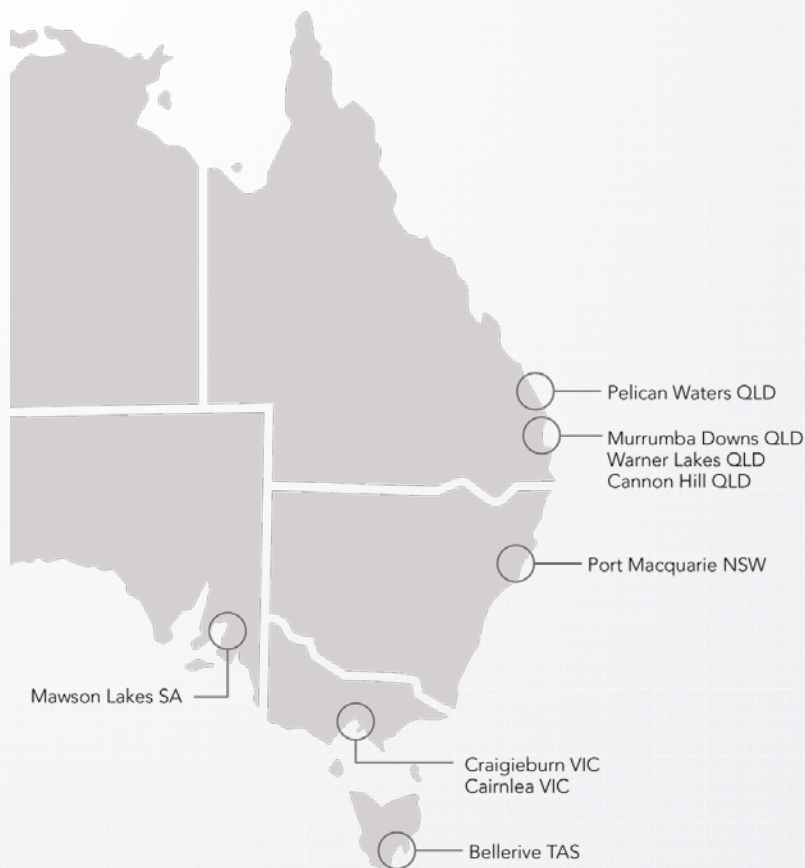 Pelican Waters QLD
Murrumba Downs QLD
Warner Lakes QLD
Cannon Hill QLD
Port Macquarie NSW
Mawson Lakes SA
Craigieburn VIC
Cairnlea VIC
Bellerive TAS